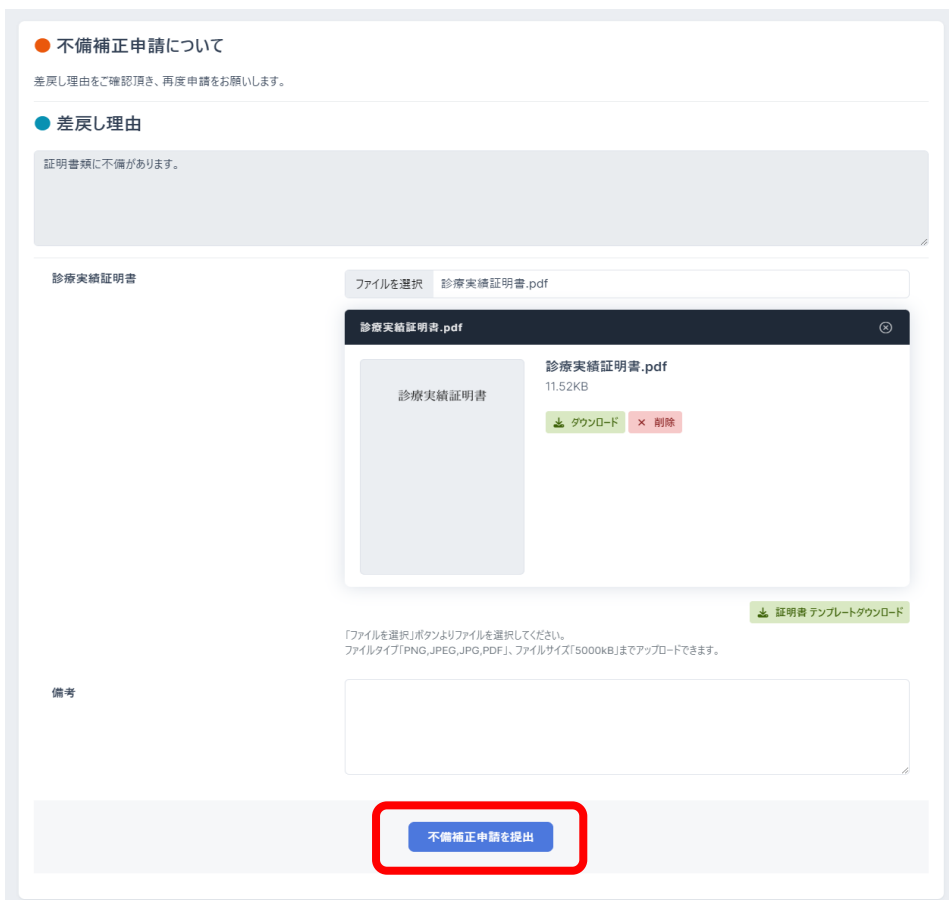 不備補正申請について
差戻し理由をご確認頂き、再度申請をお願いします。
差戻し理由
証明書類に不備があります。
診療実績証明書
ファイルを選択 診療実績証明書.pdf
診療実績証明書.pdf
診療実績証明書
診療実績証明書.pdf
11.52KB
ダウンロード × 削除
証明書 テンプレートダウンロード
「ファイルを選択」ボタンよりファイルを選択してください。
ファイルタイプ「PNG,JPEG,JPG,PDF」、ファイルサイズ「5000kB」までアップロードできます。
備考
不備補正申請を提出